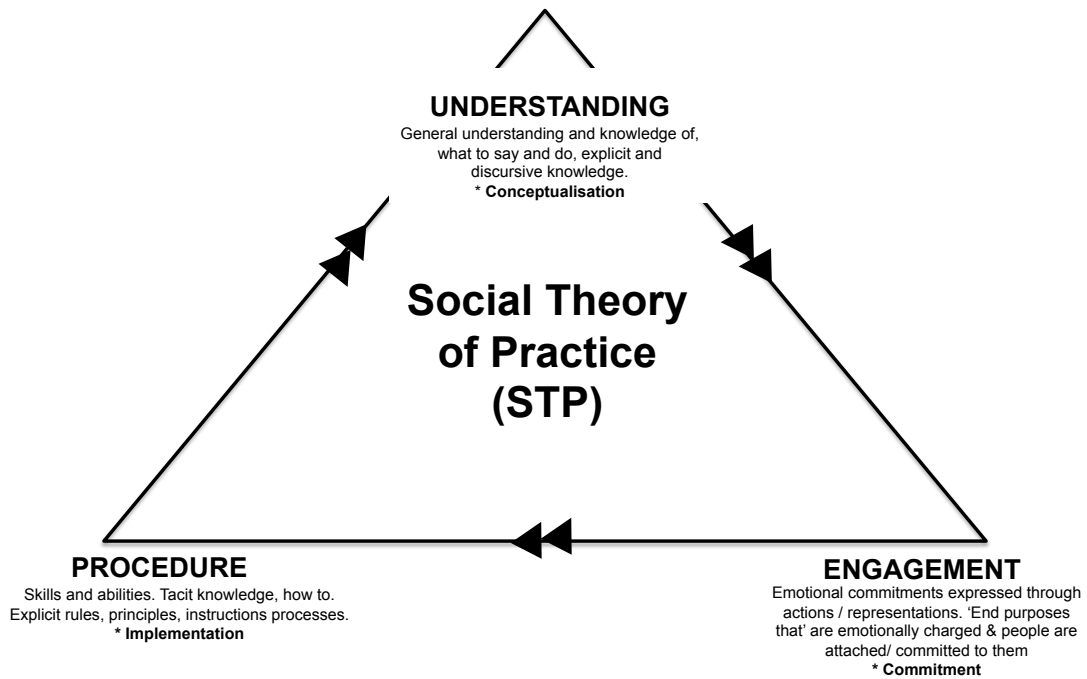 UNDERSTANDING
General understanding and knowledge of,
what to say and do, explicit and
discursive knowledge.
* Conceptualisation
Social Theory
of Practice
(STP)
PROCEDURE
Skills and abilities. Tacit knowledge, how to.
Explicit rules, principles, instructions processes.
* Implementation
ENGAGEMENT
Emotional commitments expressed through
actions / representations. ‘End purposes
that’ are emotionally charged & people are
attached/ committed to them
* Commitment